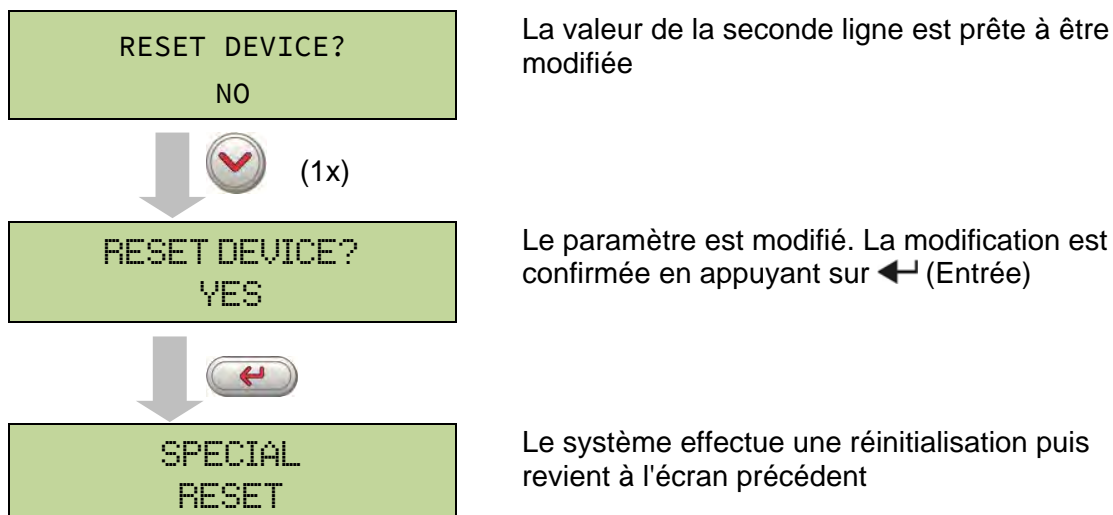 RESET DEVICE?
NO
La valeur de la seconde ligne est prête à être
modifiée
(1x)
RESET DEVICE?
YES
Le paramètre est modifié. La modification est
confirmée en appuyant sur (Entrée)
SPECIAL
RESET
Le système effectue une réinitialisation puis
revient à l'écran précédent